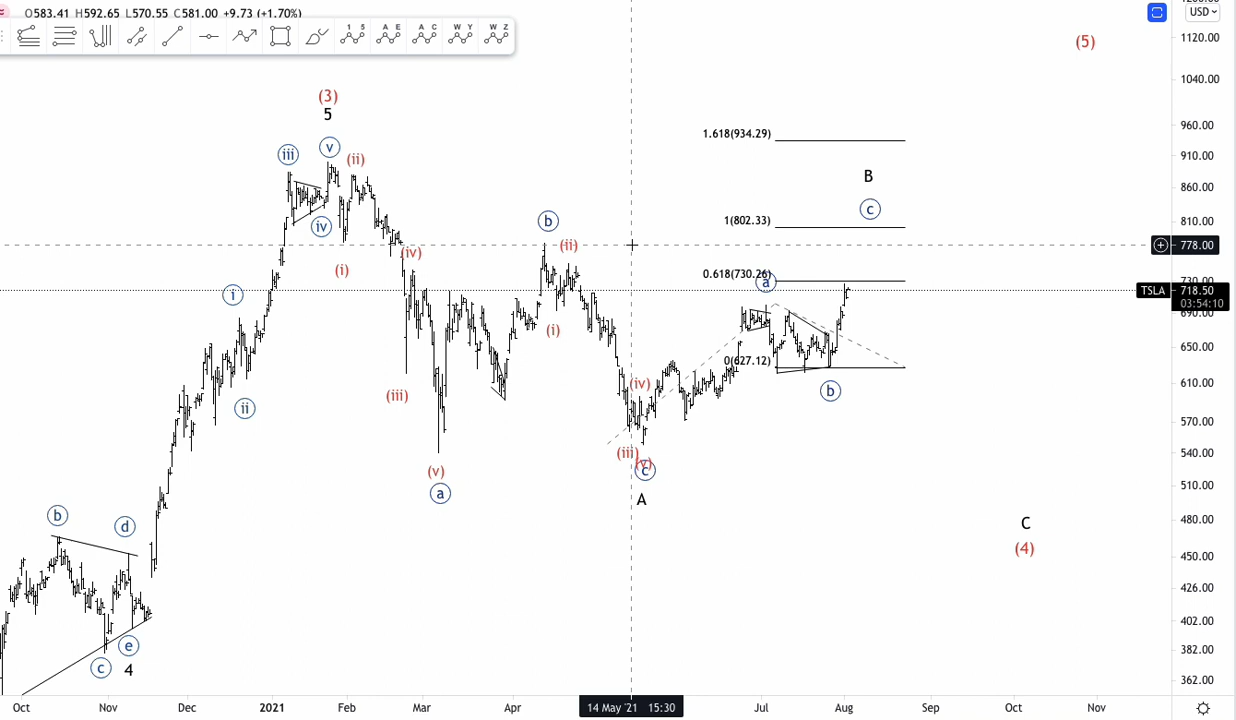 O583.41 H592.65 L570.55 C581.00 +9.73 (+1.70%)
USD
1 5
A E
A C
W Y
W Z
1120.00
1040.00
960.00
910.00
860.00
810.00
778.00
730.00
TSLA 718.50
03:54:10
690.00
650.00
610.00
570.00
540.00
510.00
480.00
450.00
426.00
402.00
382.00
362.00
(5)
(3)
5
v
iii
(ii)
iv
(i)
(iv)
i
ii
(iii)
(v)
a
b
(ii)
(i)
(iv)
(iii)
(v)
c
A
1.618(934.29)
B
c
1(802.33)
0.618(730.26)
a
0(627.12)
b
C
(4)
b
d
e
c
4
Oct
Nov
Dec
2021
Feb
Mar
Apr
14 May '21 15:30
Jul
Aug
Sep
Oct
Nov